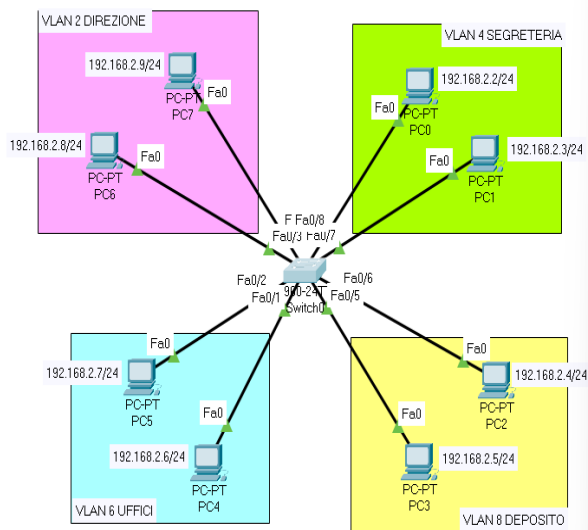 VLAN 2 DIREZIONE
VLAN 4 SEGRETERIA
192.168.2.9/24
Fa0
PC-PT
PC7
192.168.2.2/24
Fa0
PC-PT
PC0
192.168.2.8/24
Fa0
PC-PT
PC6
192.168.2.3/24
Fa0
PC-PT
PC1
Fa0/8
Fa0/3
Fa0/7
Fa0/2
Fa0/6
Fa0/1
Fa0/5
Switch0
192.168.2.7/24
Fa0
PC-PT
PC5
192.168.2.4/24
Fa0
PC-PT
PC2
192.168.2.6/24
Fa0
PC-PT
PC4
192.168.2.5/24
Fa0
PC-PT
PC3
VLAN 6 UFFICI
VLAN 8 DEPOSITO